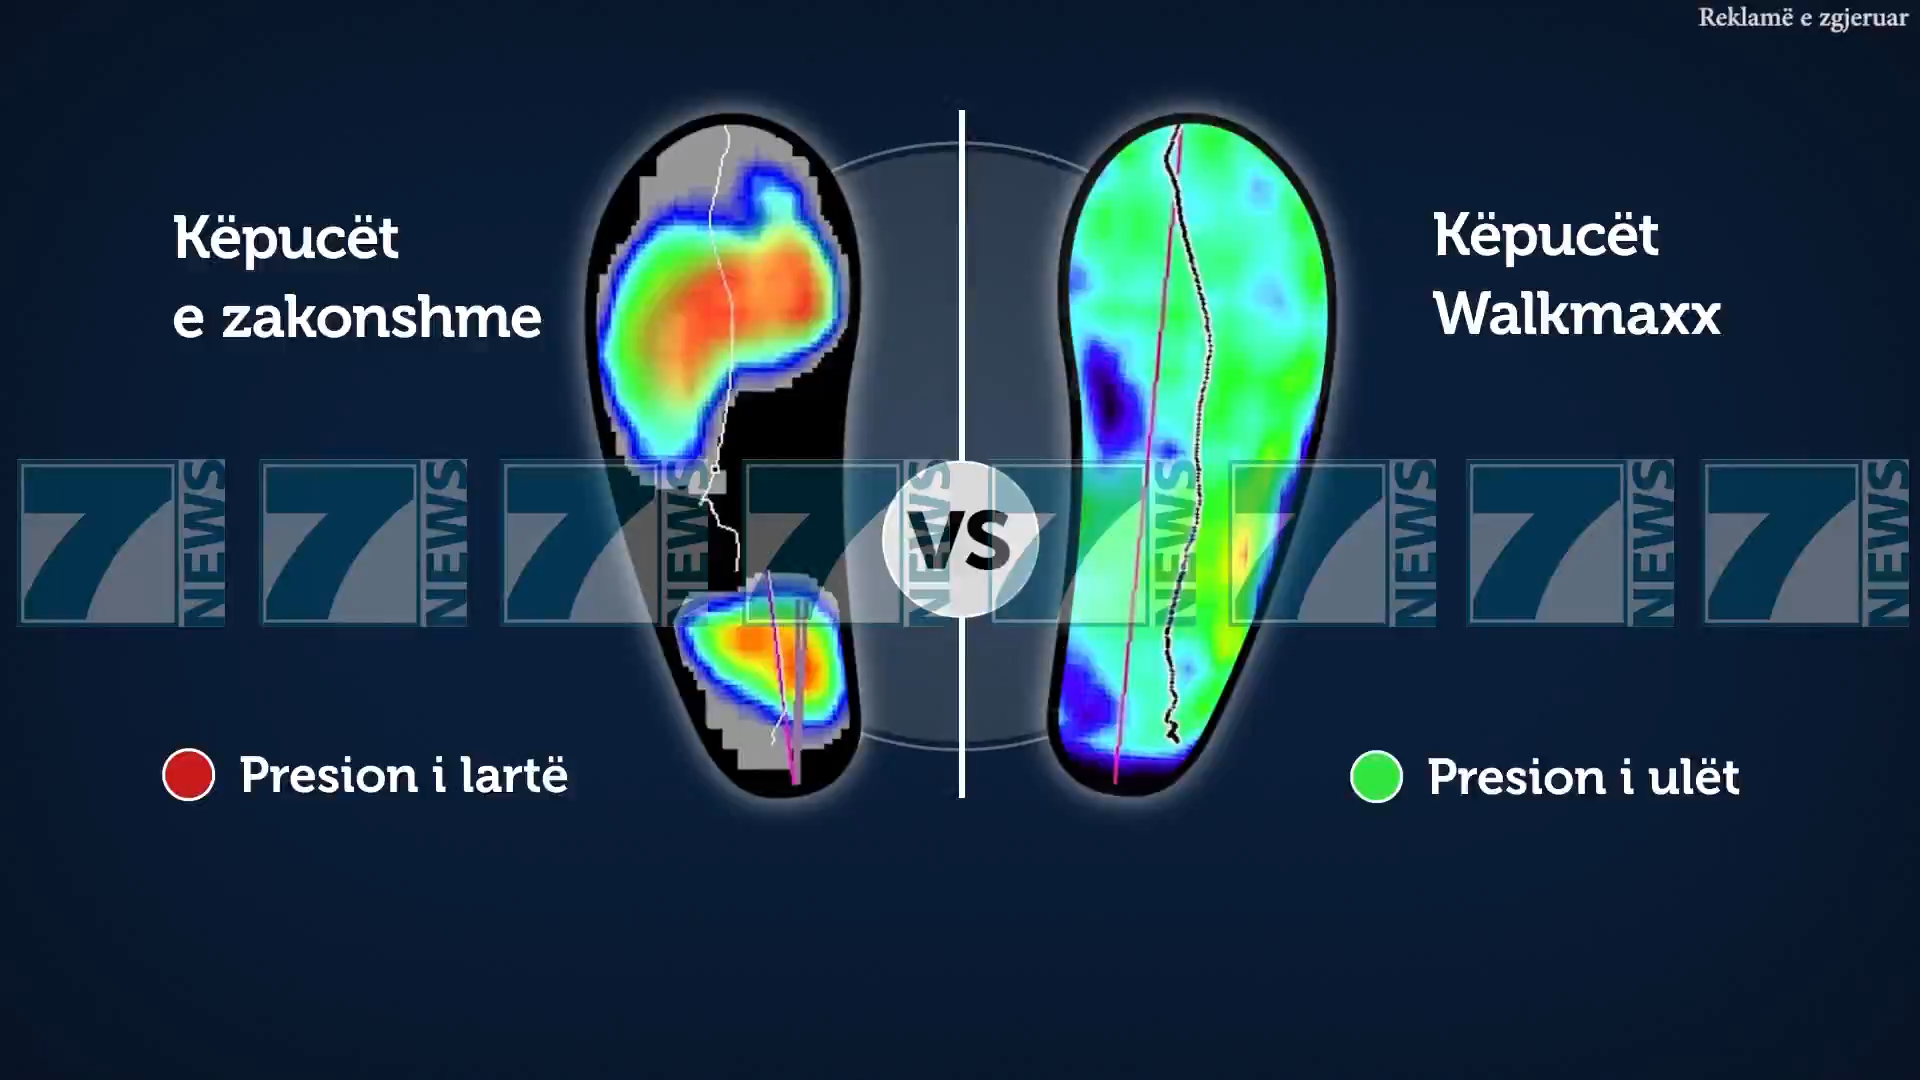 Reklamë e zgjeruar
Këpucët
e zakonshme
Këpucët
Walkmaxx
7 NEWS 7 NEWS 7 NEWS 7 NEWS 7 NEWS 7 NEWS 7 NEWS 7 NEWS
VS
Presion i lartë
Presion i ulët